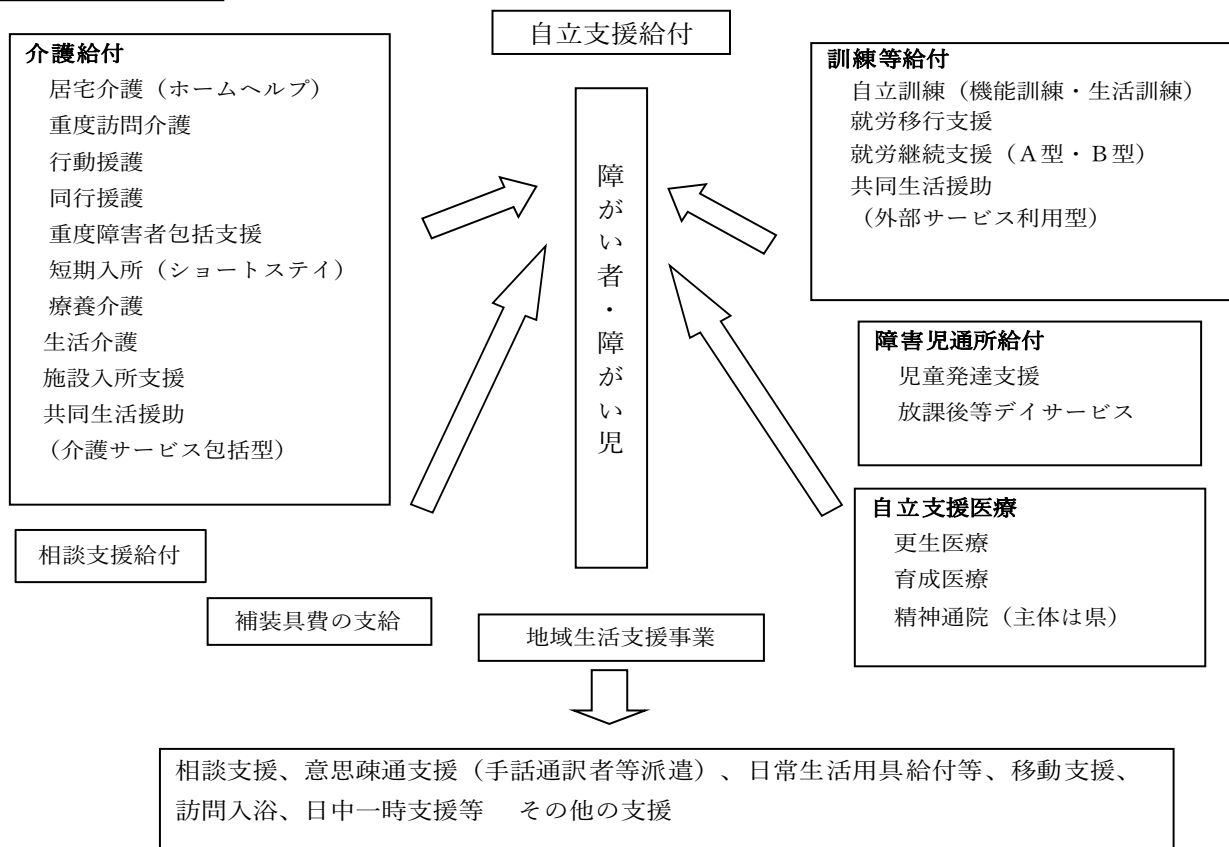 自立支援給付
介護給付
居宅介護（ホームヘルプ）
重度訪問介護
行動援護
同行援護
重度障害者包括支援
短期入所（ショートステイ）
療養介護
生活介護
施設入所支援
共同生活援助
（介護サービス包括型）
障がい者・障がい児
訓練等給付
自立訓練（機能訓練・生活訓練）
就労移行支援
就労継続支援（Ａ型・Ｂ型）
共同生活援助
（外部サービス利用型）
障害児通所給付
児童発達支援
放課後等デイサービス
自立支援医療
更生医療
育成医療
精神通院（主体は県）
相談支援給付
補装具費の支給
地域生活支援事業
相談支援、意思疎通支援（手話通訳者等派遣）、日常生活用具給付等、移動支援、
訪問入浴、日中一時支援等　その他の支援